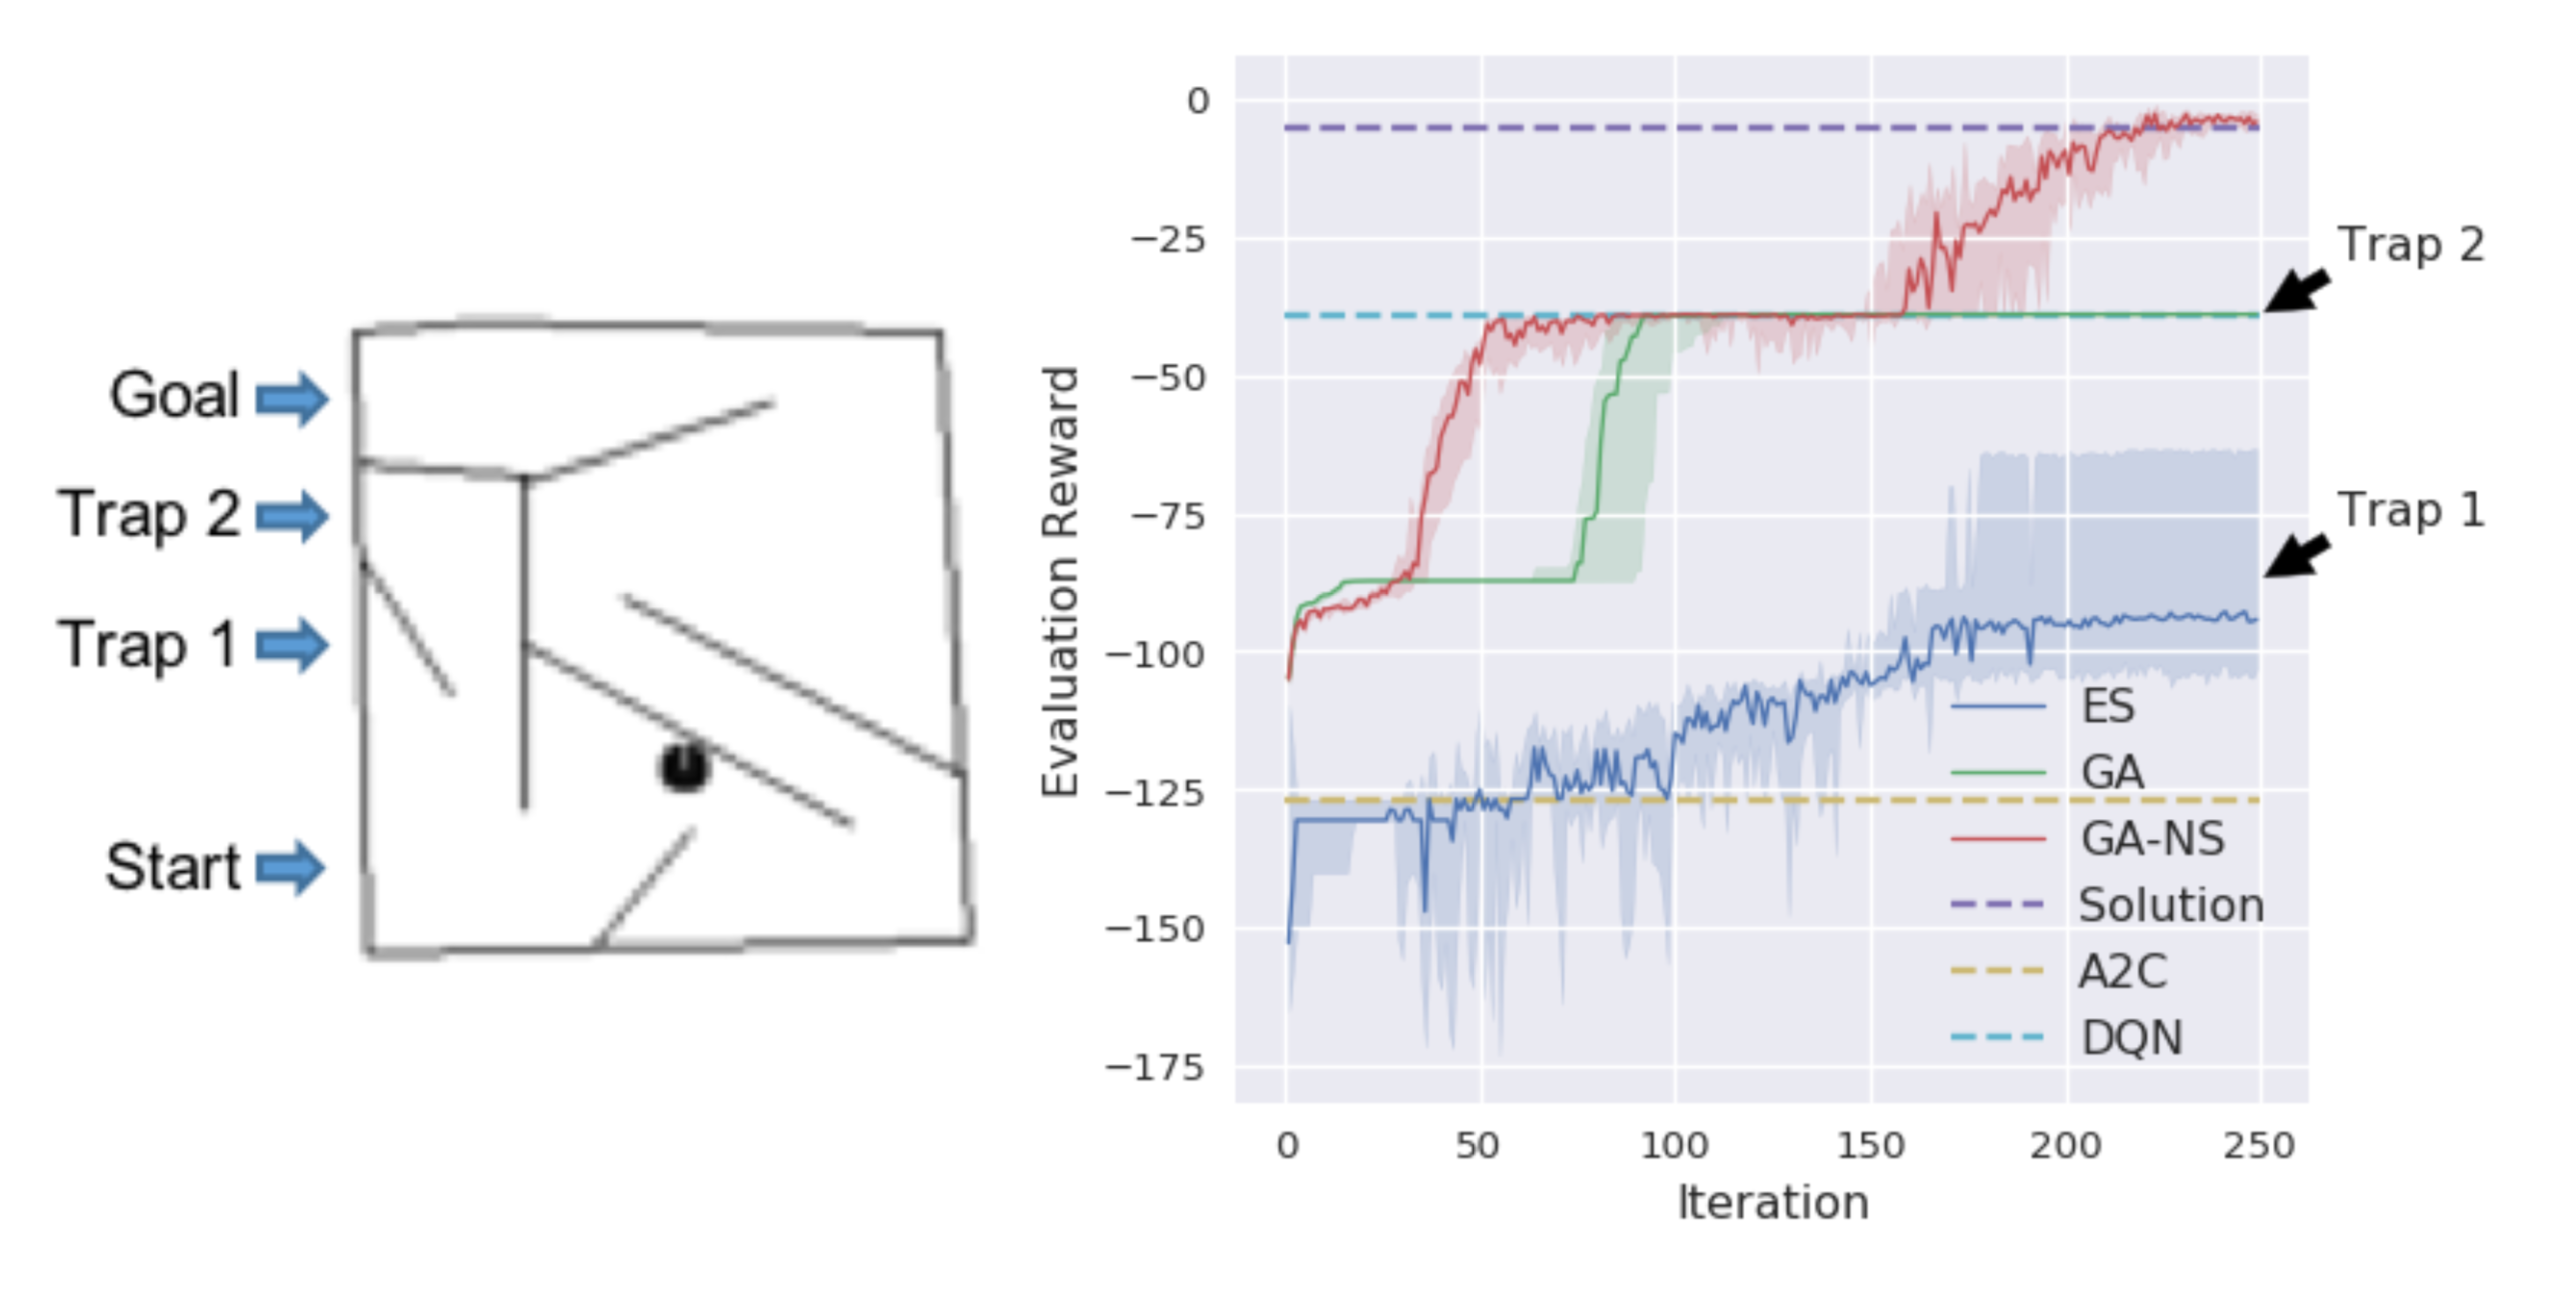 Goal
Trap 2
Trap 1
Start
Evaluation Reward
0
−25
−50
−75
−100
−125
−150
−175
0 50 100 150 200 250
Iteration
ES
GA
GA-NS
Solution
A2C
DQN
Trap 2
Trap 1